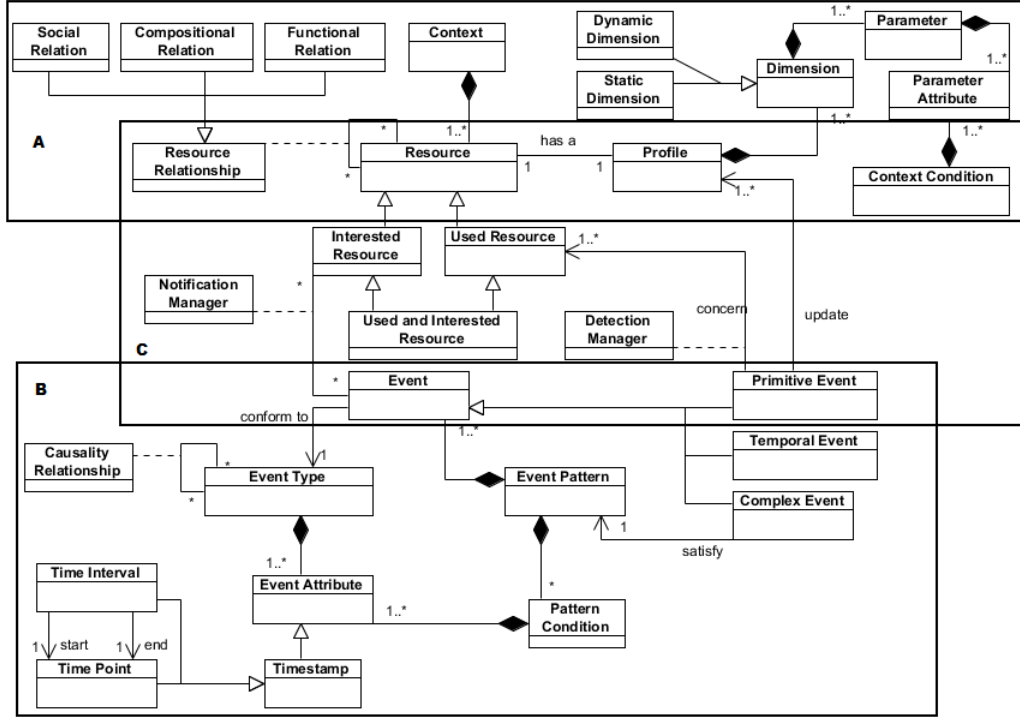 Social
Relation
Compositional
Relation
Functional
Relation
Context
Dynamic
Dimension
Static
Dimension
1..*
Parameter
Dimension
1..*
Parameter
Attribute
A
*
1..*
1..*
1..*
has a
Resource
Relationship
*
Resource
1
1
Profile
1..*
Context Condition
Interested
Resource
Used Resource
1..*
Notification
Manager
*
concern
update
Used and Interested
Resource
Detection
Manager
C
B
*
Event
Primitive Event
conform to
1..*
Temporal Event
Causality
Relationship
*
*
1
Event Type
Event Pattern
Complex Event
1
satisfy
1..*
Time Interval
Event Attribute
1..*
*
Pattern
Condition
1
start
1
end
Time Point
Timestamp